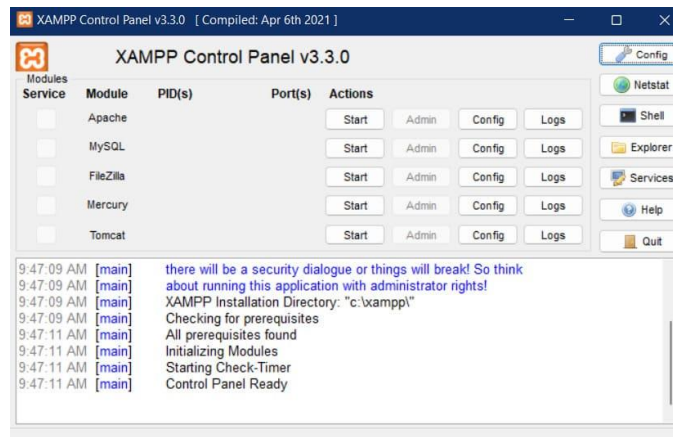 XAMPP Control Panel v3.3.0 [ Compiled: Apr 6th 2021 ]
XAMPP Control Panel v3.3.0
Config
Modules
Service Module PID(s) Port(s) Actions
Netstat
Apache Start Admin Config Logs
Shell
MySQL Start Admin Config Logs
Explorer
FileZilla Start Admin Config Logs
Services
Mercury Start Admin Config Logs
Help
Tomcat Start Admin Config Logs
Quit
9:47:09 AM [main] there will be a security dialogue or things will break! So think
9:47:09 AM [main] about running this application with administrator rights!
9:47:09 AM [main] XAMPP Installation Directory: "c:\xampp\"
9:47:09 AM [main] Checking for prerequisites
9:47:11 AM [main] All prerequisites found
9:47:11 AM [main] Initializing Modules
9:47:11 AM [main] Starting Check-Timer
9:47:11 AM [main] Control Panel Ready